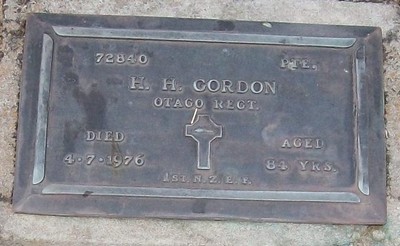 72840 PTE.
H. H. GORDON
OTAGO REGT.
DIED AGED
4·7·1976 84 YRS.
1ST N.Z.E.F.